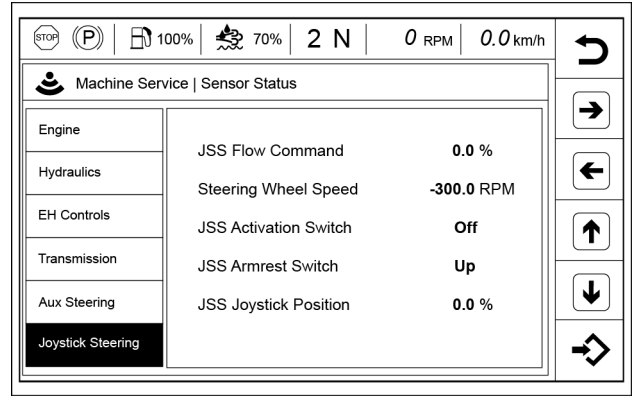 STOP (P) 100% 70% 2 N 0 RPM 0.0 km/h
Machine Service | Sensor Status
Engine
Hydraulics
EH Controls
Transmission
Aux Steering
Joystick Steering
JSS Flow Command 0.0 %
Steering Wheel Speed -300.0 RPM
JSS Activation Switch Off
JSS Armrest Switch Up
JSS Joystick Position 0.0 %